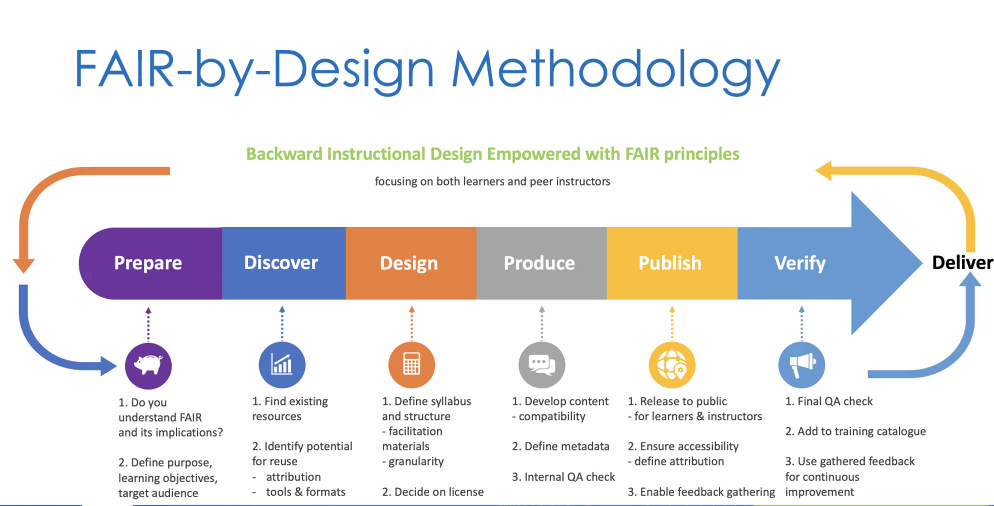 FAIR-by-Design Methodology
Backward Instructional Design Empowered with FAIR principles
focusing on both learners and peer instructors
Prepare
Discover
Design
Produce
Publish
Verify
Deliver
1. Do you
understand FAIR
and its implications?
2. Define purpose,
learning objectives,
target audience
1. Find existing
resources
2. Identify potential
for reuse
- attribution
- tools & formats
1. Define syllabus
and structure
- facilitation
materials
- granularity
2. Decide on license
1. Develop content
- compatibility
2. Define metadata
3. Internal QA check
1. Release to public
- for learners & instructors
2. Ensure accessibility
- define attribution
3. Enable feedback gathering
1. Final QA check
2. Add to training catalogue
3. Use gathered feedback
for continuous
improvement